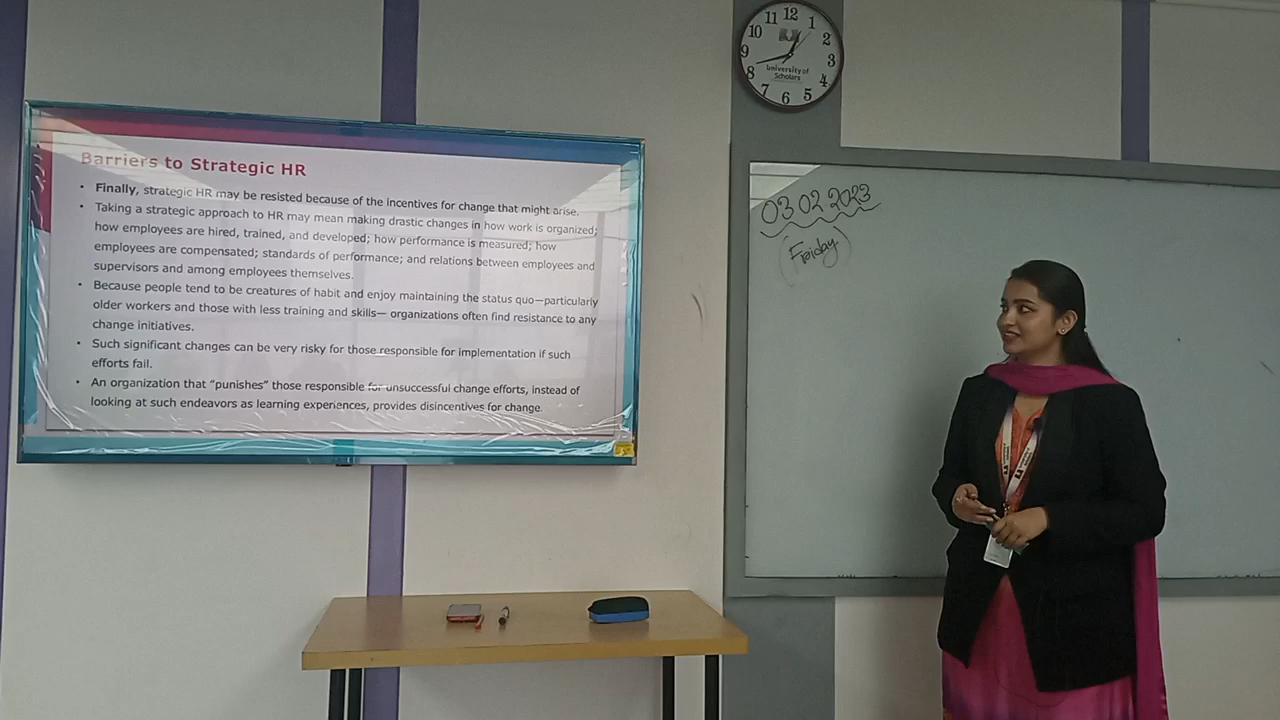 Barriers to Strategic HR
• Finally, strategic HR may be resisted because of the incentives for change that might arise.
• Taking a strategic approach to HR may mean making drastic changes in how work is organized;
how employees are hired, trained, and developed; how performance is measured; how
employees are compensated; standards of performance; and relations between employees and
supervisors and among employees themselves.
• Because people tend to be creatures of habit and enjoy maintaining the status quo—particularly
older workers and those with less training and skills— organizations often find resistance to any
change initiatives.
• Such significant changes can be very risky for those responsible for implementation if such
efforts fail.
• An organization that “punishes” those responsible for unsuccessful change efforts, instead of
looking at such endeavors as learning experiences, provides disincentives for change.
12
1
2
3
4
5
6
7
8
9
10
11
University of
Scholars
03 02 2023
(Friday)